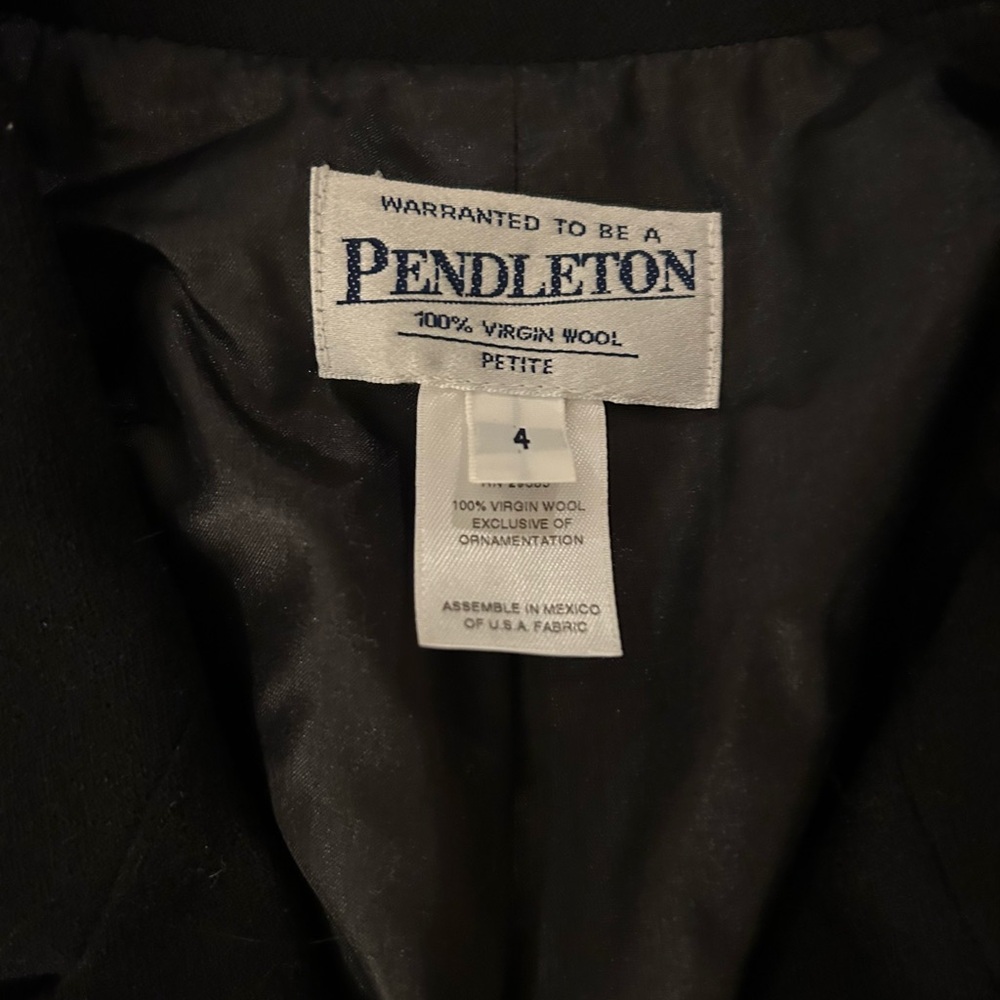 WARRANTED TO BE A
PENDLETON
100% VIRGIN WOOL
PETITE
4
100% VIRGIN WOOL
EXCLUSIVE OF
ORNAMENTATION
ASSEMBLE IN MEXICO
OF U.S.A. FABRIC